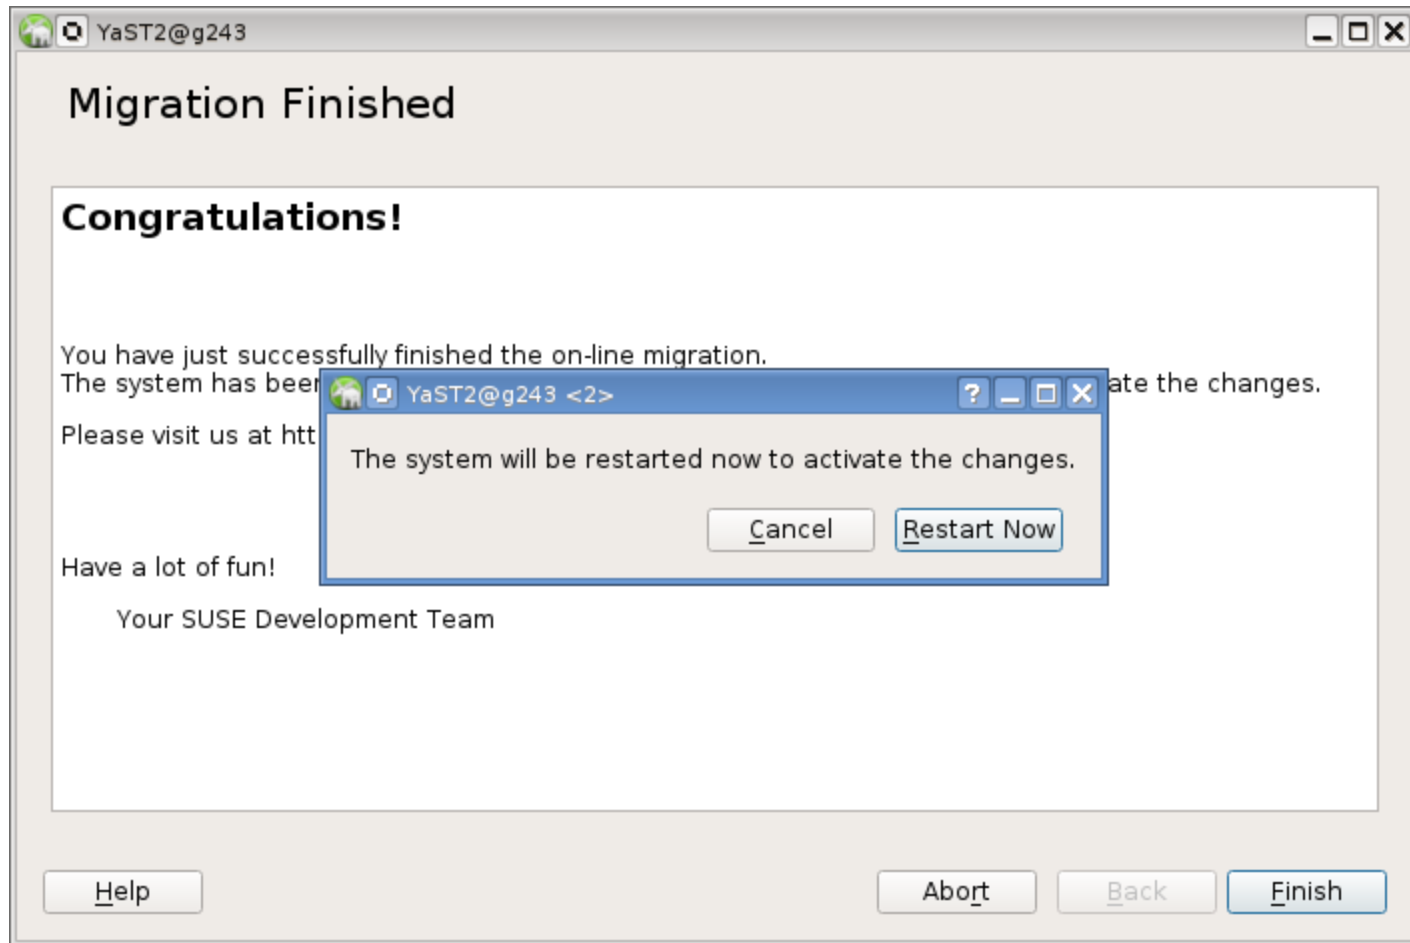 YaST2@g243
Migration Finished
Congratulations!
You have just successfully finished the on-line migration.
The system has been
ate the changes.
Please visit us at htt
YaST2@g243 <2>
?
The system will be restarted now to activate the changes.
Cancel
Restart Now
Have a lot of fun!
Your SUSE Development Team
Help
Abort
Back
Finish